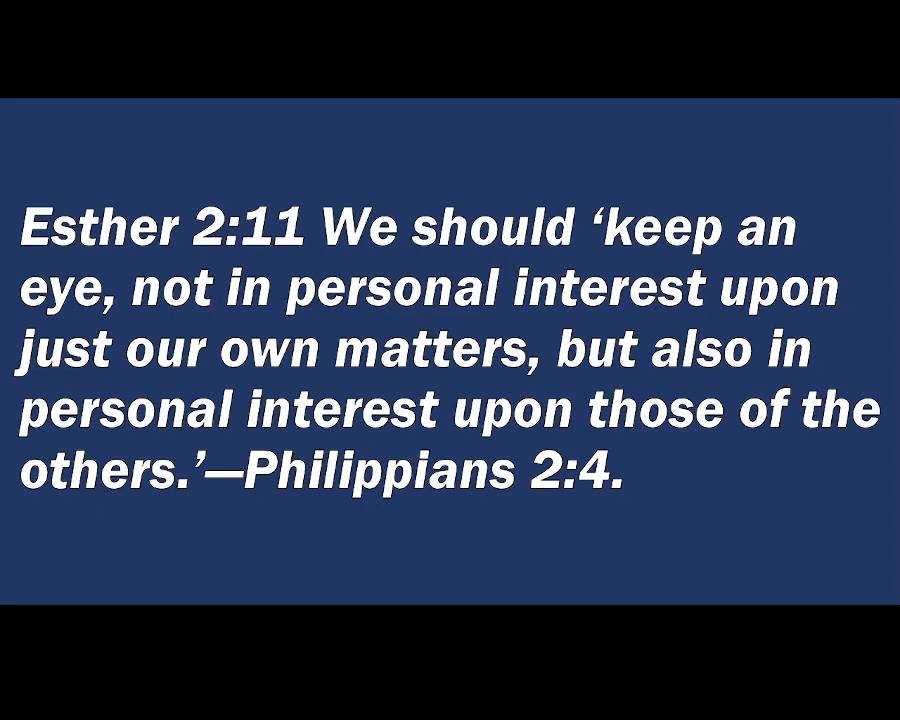 Esther 2:11 We should ‘keep an
eye, not in personal interest upon
just our own matters, but also in
personal interest upon those of the
others.’—Philippians 2:4.